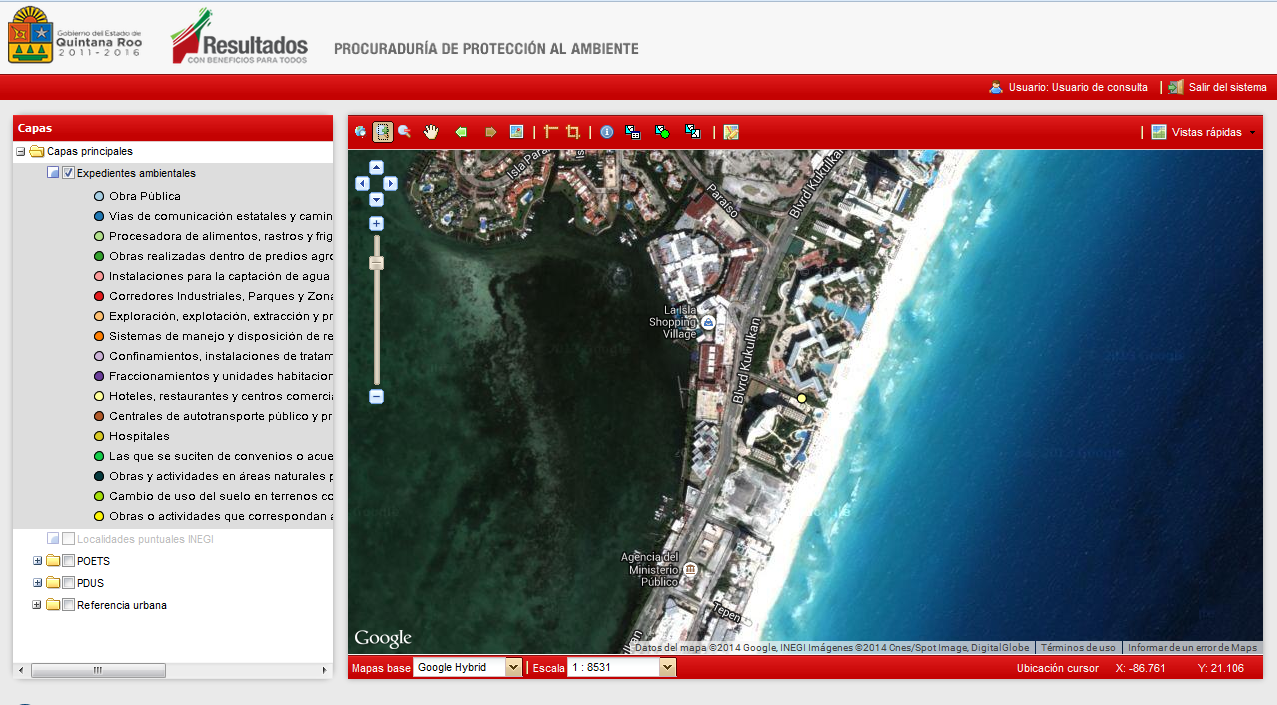 Gobierno del Estado de
Quintana Roo
2011-2016
Resultados
CON BENEFICIOS PARA TODOS
PROCURADURÍA DE PROTECCIÓN AL AMBIENTE
Usuario: Usuario de consulta
Salir del sistema
Capas
Capas principales
Expedientes ambientales
Obra Pública
Vias de comunicación estatales y camin
Procesadora de alimentos, rastros y frig
Obras realizadas dentro de predios agro
Instalaciones para la captación de agua
Corredores Industriales, Parques y Zona
Exploración, explotación, extracción y pr
Sistemas de manejo y disposición de re
Confinamientos, instalaciones de tratam
Fraccionamientos y unidades habitacion
Hoteles, restaurantes y centros comercia
Centrales de autotransporte público y pr
Hospitales
Las que se suciten de convenios o acue
Obras y actividades en áreas naturales p
Cambio de uso del suelo en terrenos co
Obras o actividades que correspondan a
Localidades puntuales INEGI
POETS
PDUS
Referencia urbana
Vistas rápidas
Isla Para
Isla
Paraíso
Blvrd Kukulkan
La Isla
Shopping
Village
Blvrd Kukulkan
Agencia del
Ministerio
Público
Tepen
kan
Google
Datos del mapa ©2014 Google, INEGI Imágenes ©2014 Cnes/Spot Image, DigitalGlobe
Términos de uso
Informar de un error de Maps
Mapas base
Google Hybrid
Escala
1 : 8531
Ubicación cursor
X: -86.761
Y: 21.106